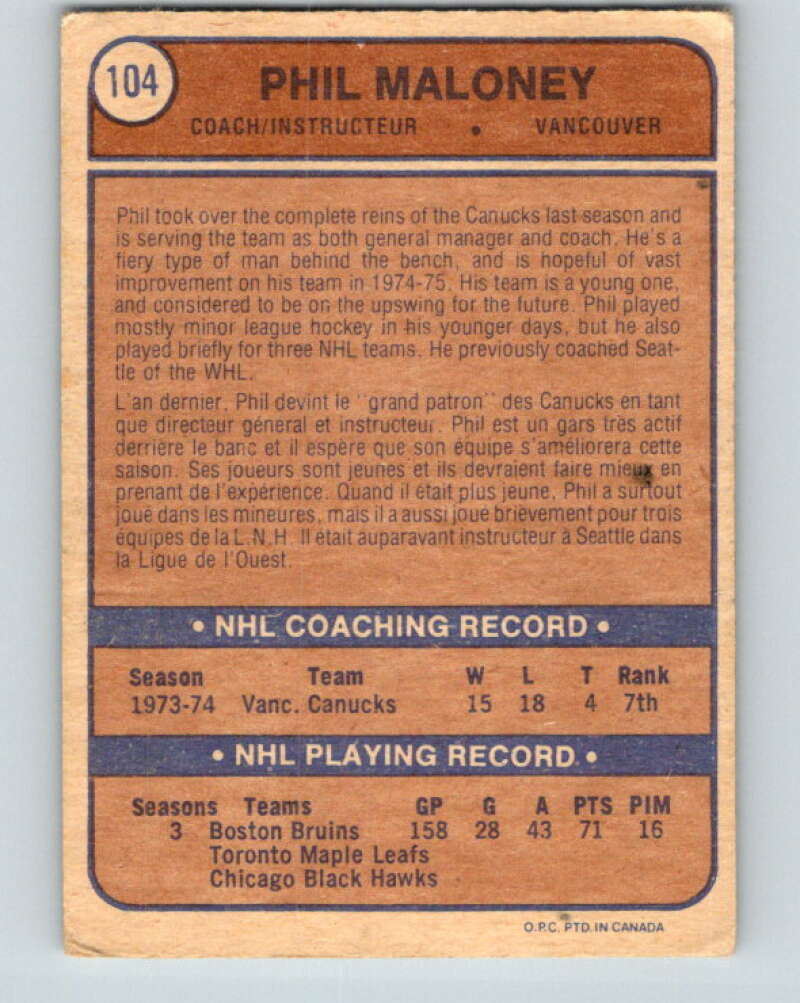 104
PHIL MALONEY
COACH/INSTRUCTEUR • VANCOUVER
Phil took over the complete reins of the Canucks last season and
is serving the team as both general manager and coach. He's a
fiery type of man behind the bench, and is hopeful of vast
improvement on his team in 1974-75. His team is a young one,
and considered to be on the upswing for the future. Phil played
mostly minor league hockey in his younger days, but he also
played briefly for three NHL teams. He previously coached Seat-
tle of the WHL.
L'an dernier, Phil devint le "grand patron" des Canucks en tant
que directeur général et instructeur. Phil est un gars très actif
derrière le banc et il espère que son équipe s'améliorera cette
saison. Ses joueurs sont jeunes et ils devraient faire mieux en
prenant de l'expérience. Quand il était plus jeune, Phil a surtout
joué dans les mineures, mais il a aussi joué brièvement pour trois
équipes de la L.N.H. Il était auparavant instructeur à Seattle dans
la Ligue de l'Ouest.
• NHL COACHING RECORD •
Season Team W L T Rank
1973-74 Vanc. Canucks 15 18 4 7th
• NHL PLAYING RECORD •
Seasons Teams GP G A PTS PIM
3 Boston Bruins 158 28 43 71 16
Toronto Maple Leafs
Chicago Black Hawks
O.P.C. PTD. IN CANADA